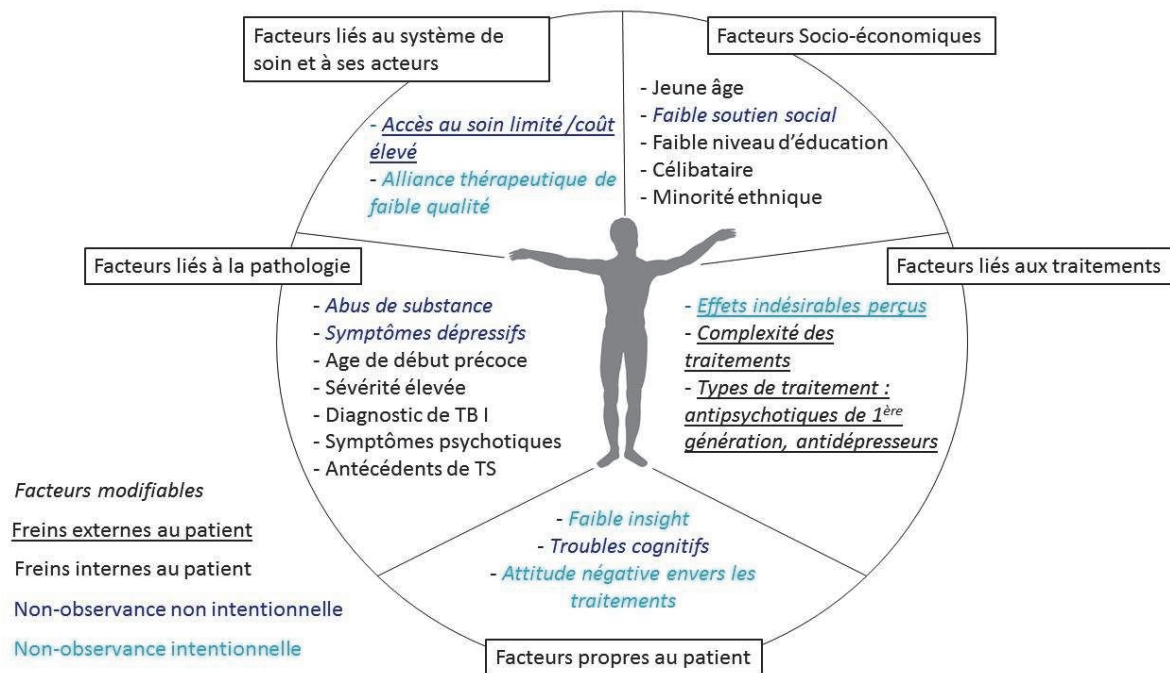 Facteurs liés au système de
soin et à ses acteurs
- Accès au soin limité /coût
élevé
- Alliance thérapeutique de
faible qualité
Facteurs Socio-économiques
- Jeune âge
- Faible soutien social
- Faible niveau d'éducation
- Célibataire
- Minorité ethnique
Facteurs liés à la pathologie
- Abus de substance
- Symptômes dépressifs
- Age de début précoce
- Sévérité élevée
- Diagnostic de TB I
- Symptômes psychotiques
- Antécédents de TS
Facteurs liés aux traitements
- Effets indésirables perçus
- Complexité des
traitements
- Types de traitement :
antipsychotiques de 1ère
génération, antidépresseurs
- Faible insight
- Troubles cognitifs
- Attitude négative envers les
traitements
Facteurs propres au patient
Facteurs modifiables
Freins externes au patient
Freins internes au patient
Non-observance non intentionnelle
Non-observance intentionnelle